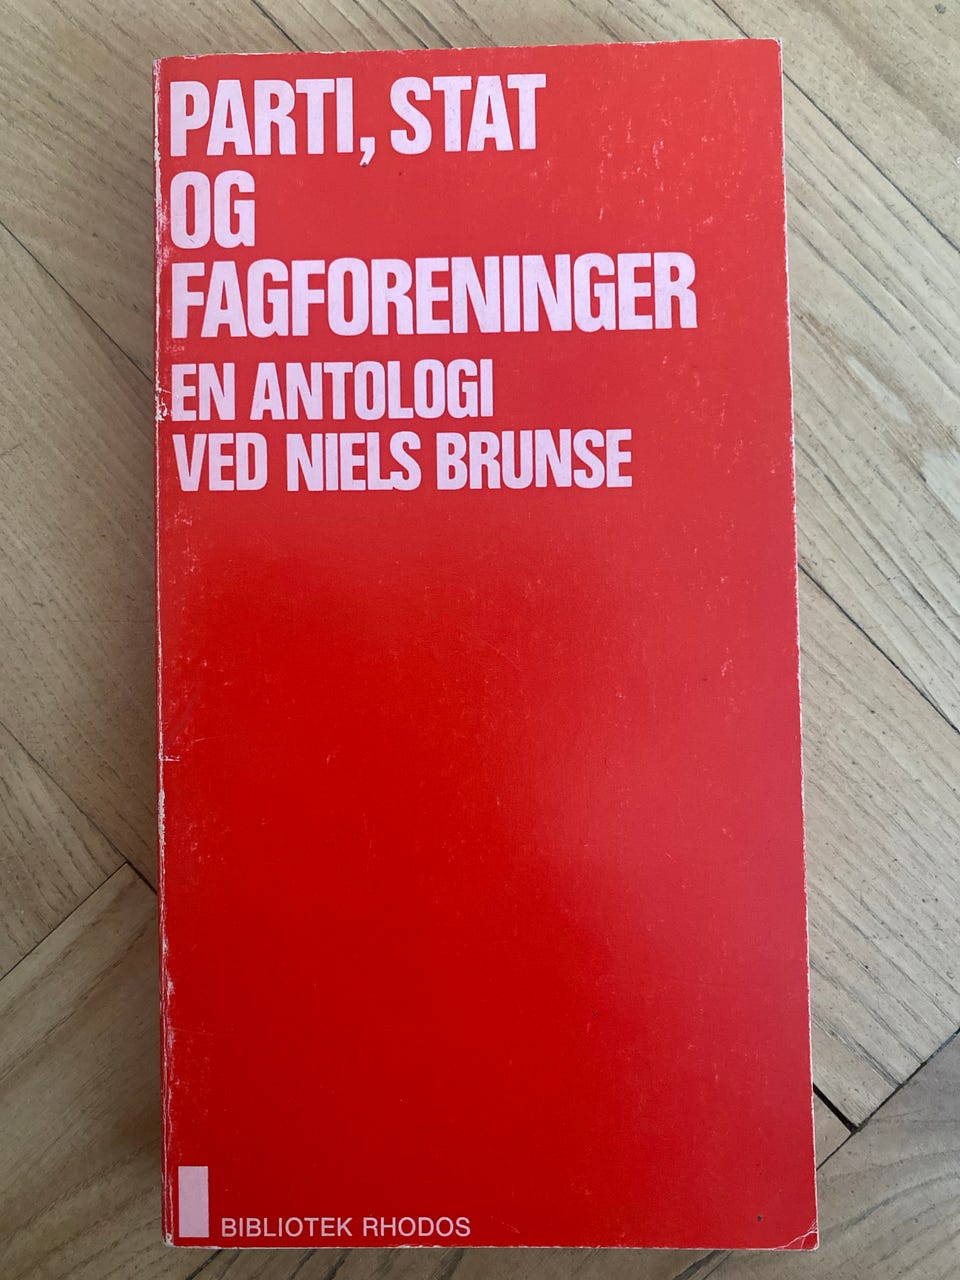 PARTI, STAT
OG
FAGFORENINGER
EN ANTOLOGI
VED NIELS BRUNSE
BIBLIOTEK RHODOS